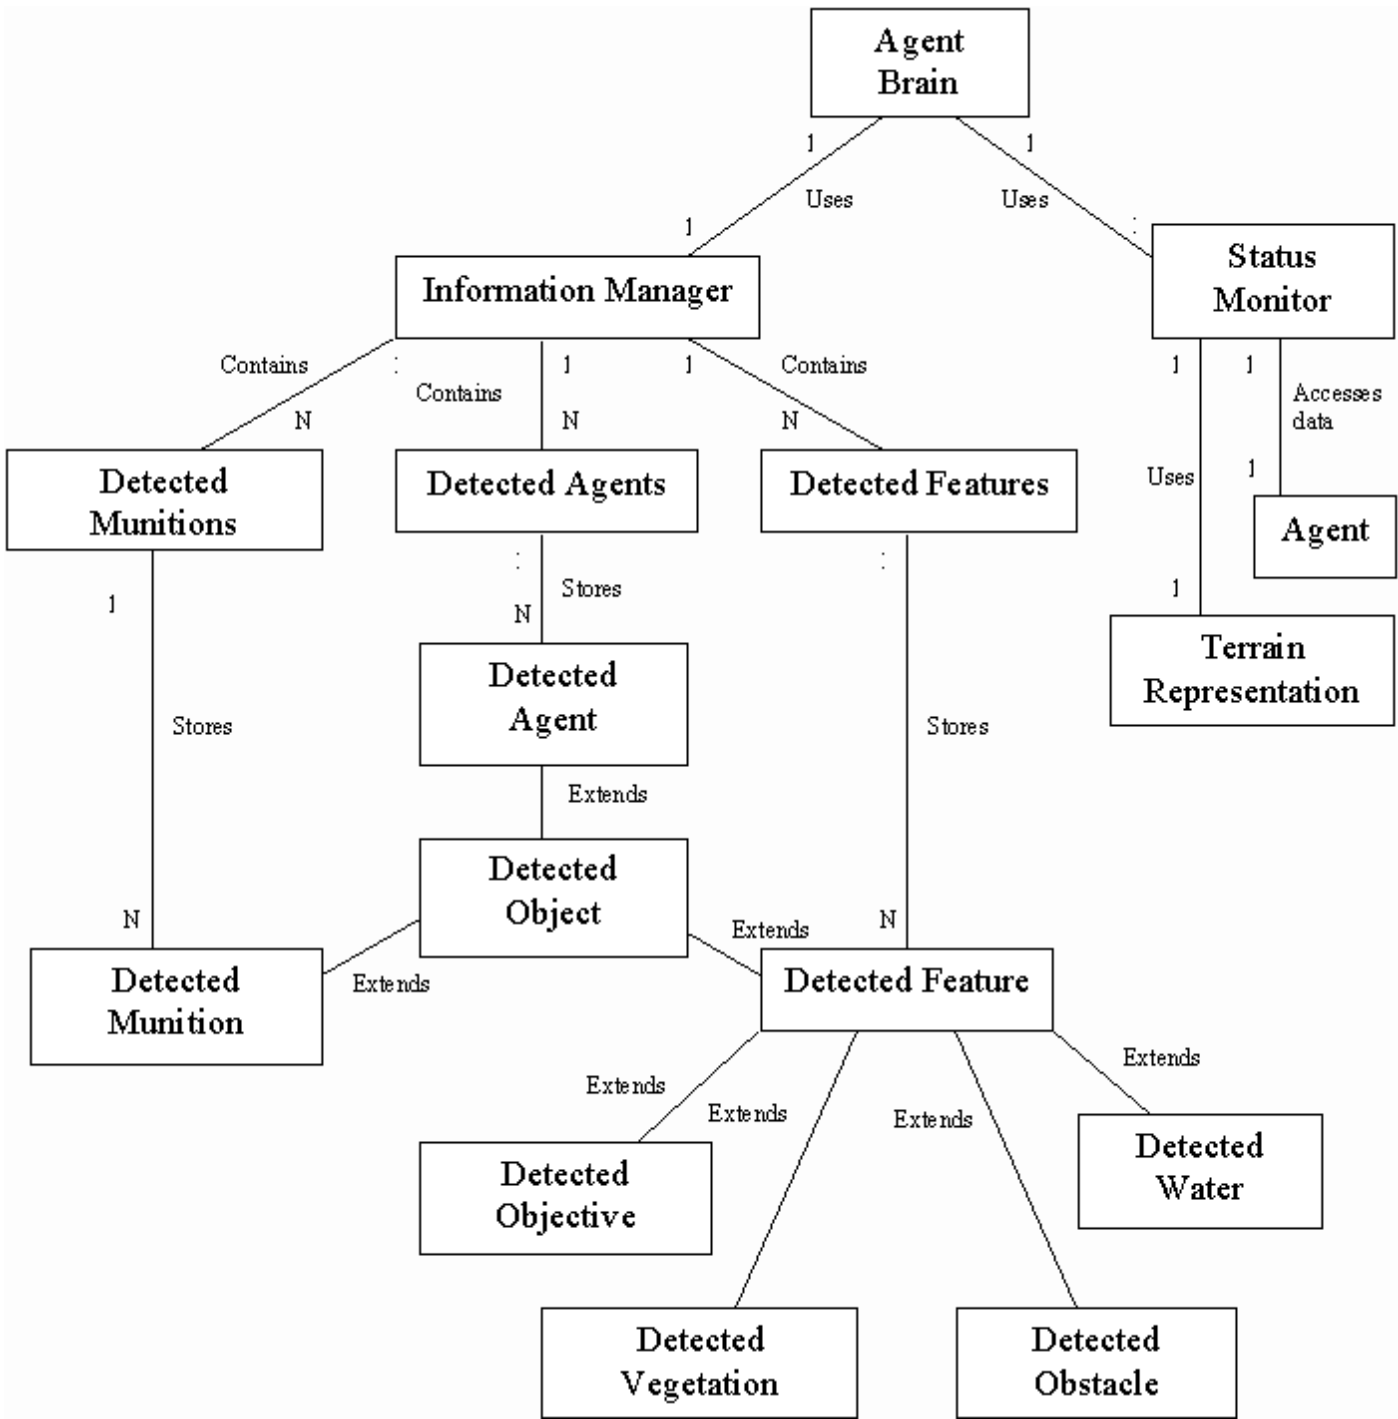 Agent
Brain
1
1
Uses
Uses
1
:
Status
Monitor
Information Manager
Contains
:
1
1
Contains
1
1
Contains
Accesses
data
N
N
N
Detected
Munitions
Detected Agents
Detected Features
Uses
1
Agent
:
:
1
Stores
1
N
Terrain
Representation
Detected
Agent
Stores
Stores
Extends
Detected
Object
N
N
Extends
Extends
Detected
Munition
Detected Feature
Extends
Extends
Extends
Extends
Detected
Objective
Detected
Water
Detected
Vegetation
Detected
Obstacle